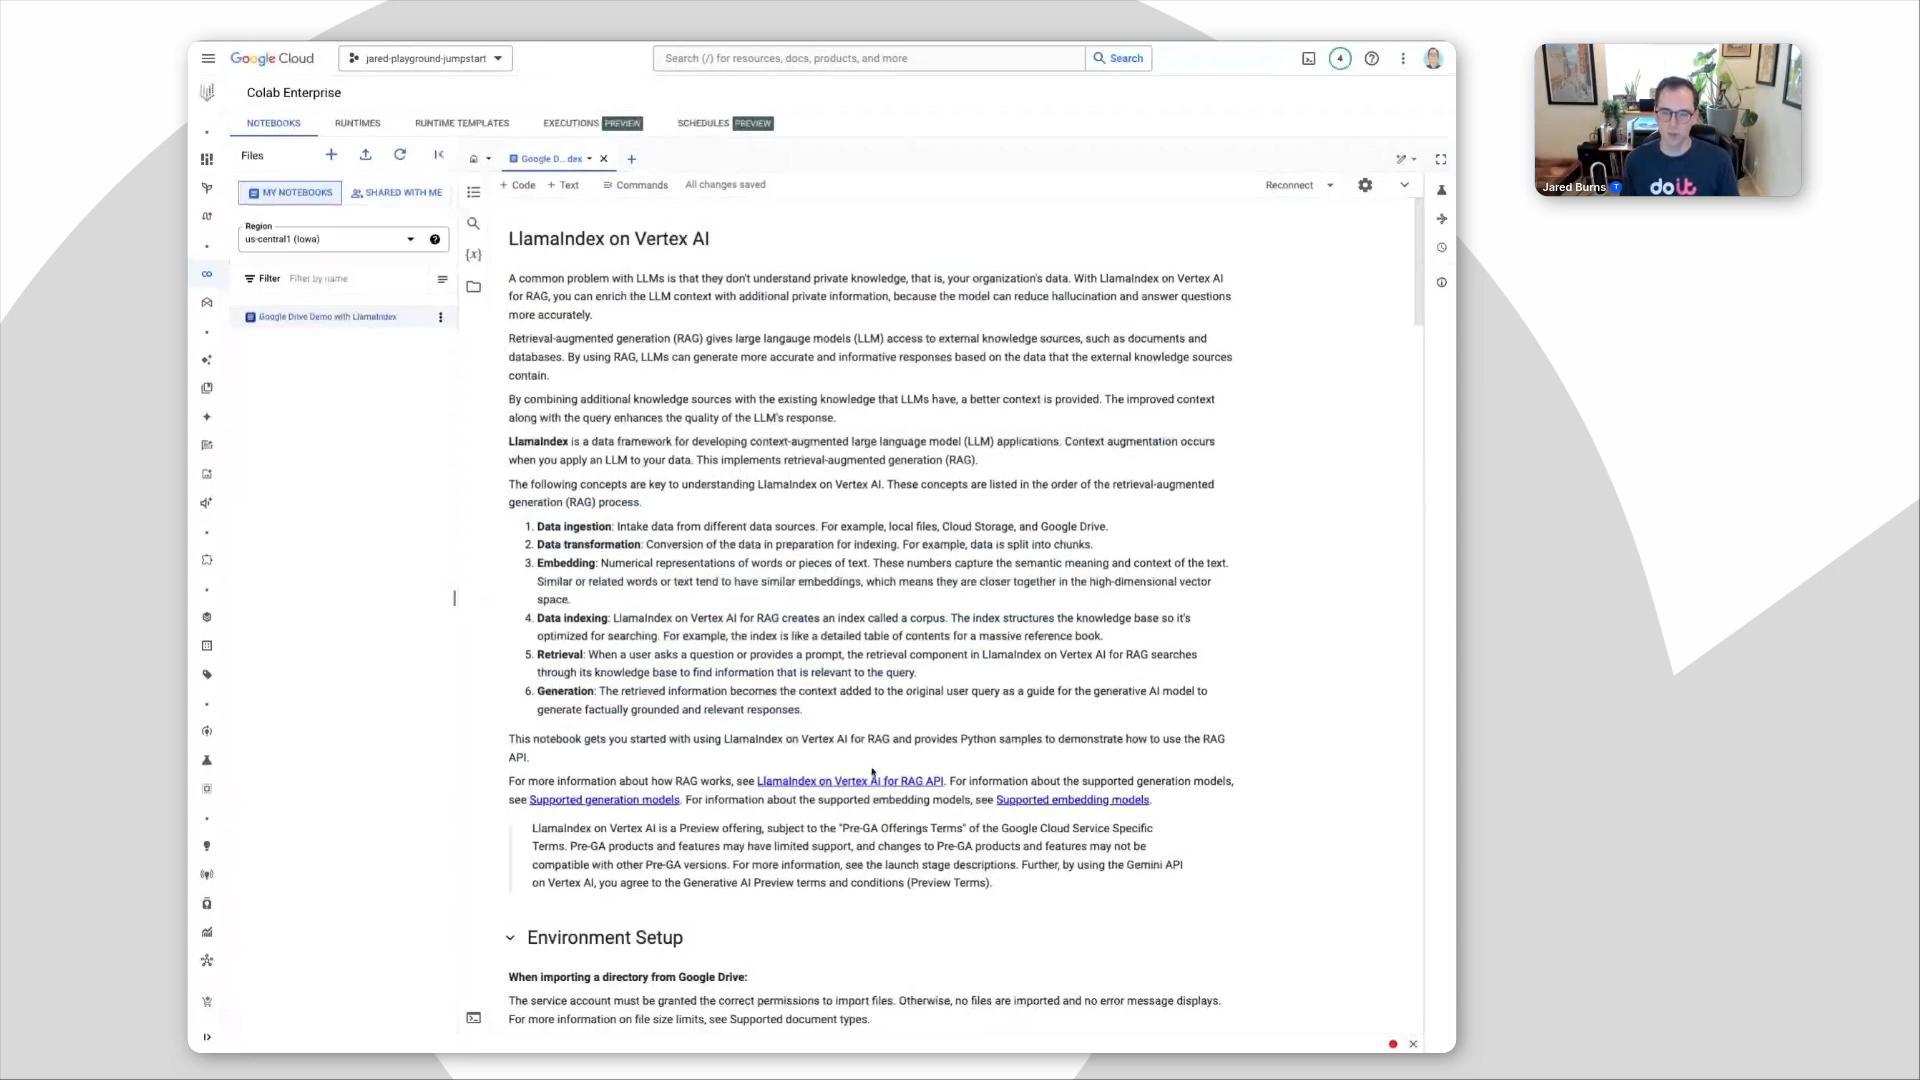 Google Cloud
jared-playground-jumpstart
Search (/) for resources, docs, products, and more
Search
4
Colab Enterprise
NOTEBOOKS
RUNTIMES
RUNTIME TEMPLATES
EXECUTIONS PREVIEW
SCHEDULES PREVIEW
Files
Google D...dex
MY NOTEBOOKS
SHARED WITH ME
+ Code + Text
Commands
All changes saved
Reconnect
Region
us-central1 (Iowa)
Filter Filter by name
Google Drive Demo with LlamaIndex
{x}
LlamaIndex on Vertex AI
A common problem with LLMs is that they don't understand private knowledge, that is, your organization's data. With LlamaIndex on Vertex AI
for RAG, you can enrich the LLM context with additional private information, because the model can reduce hallucination and answer questions
more accurately.
Retrieval-augmented generation (RAG) gives large langauge models (LLM) access to external knowledge sources, such as documents and
databases. By using RAG, LLMs can generate more accurate and informative responses based on the data that the external knowledge sources
contain.
By combining additional knowledge sources with the existing knowledge that LLMs have, a better context is provided. The improved context
along with the query enhances the quality of the LLM's response.
LlamaIndex is a data framework for developing context-augmented large language model (LLM) applications. Context augmentation occurs
when you apply an LLM to your data. This implements retrieval-augmented generation (RAG).
The following concepts are key to understanding LlamaIndex on Vertex AI. These concepts are listed in the order of the retrieval-augmented
generation (RAG) process.
1. Data ingestion: Intake data from different data sources. For example, local files, Cloud Storage, and Google Drive.
2. Data transformation: Conversion of the data in preparation for indexing. For example, data is split into chunks.
3. Embedding: Numerical representations of words or pieces of text. These numbers capture the semantic meaning and context of the text.
Similar or related words or text tend to have similar embeddings, which means they are closer together in the high-dimensional vector
space.
4. Data indexing: LlamaIndex on Vertex AI for RAG creates an index called a corpus. The index structures the knowledge base so it's
optimized for searching. For example, the index is like a detailed table of contents for a massive reference book.
5. Retrieval: When a user asks a question or provides a prompt, the retrieval component in LlamaIndex on Vertex AI for RAG searches
through its knowledge base to find information that is relevant to the query.
6. Generation: The retrieved information becomes the context added to the original user query as a guide for the generative AI model to
generate factually grounded and relevant responses.
This notebook gets you started with using LlamaIndex on Vertex AI for RAG and provides Python samples to demonstrate how to use the RAG
API.
For more information about how RAG works, see LlamaIndex on Vertex AI for RAG API. For information about the supported generation models,
see Supported generation models. For information about the supported embedding models, see Supported embedding models.
LlamaIndex on Vertex AI is a Preview offering, subject to the "Pre-GA Offerings Terms" of the Google Cloud Service Specific
Terms. Pre-GA products and features may have limited support, and changes to Pre-GA products and features may not be
compatible with other Pre-GA versions. For more information, see the launch stage descriptions. Further, by using the Gemini API
on Vertex AI, you agree to the Generative AI Preview terms and conditions (Preview Terms).
Environment Setup
When importing a directory from Google Drive:
The service account must be granted the correct permissions to import files. Otherwise, no files are imported and no error message displays.
For more information on file size limits, see Supported document types.
Jared Burns
doit